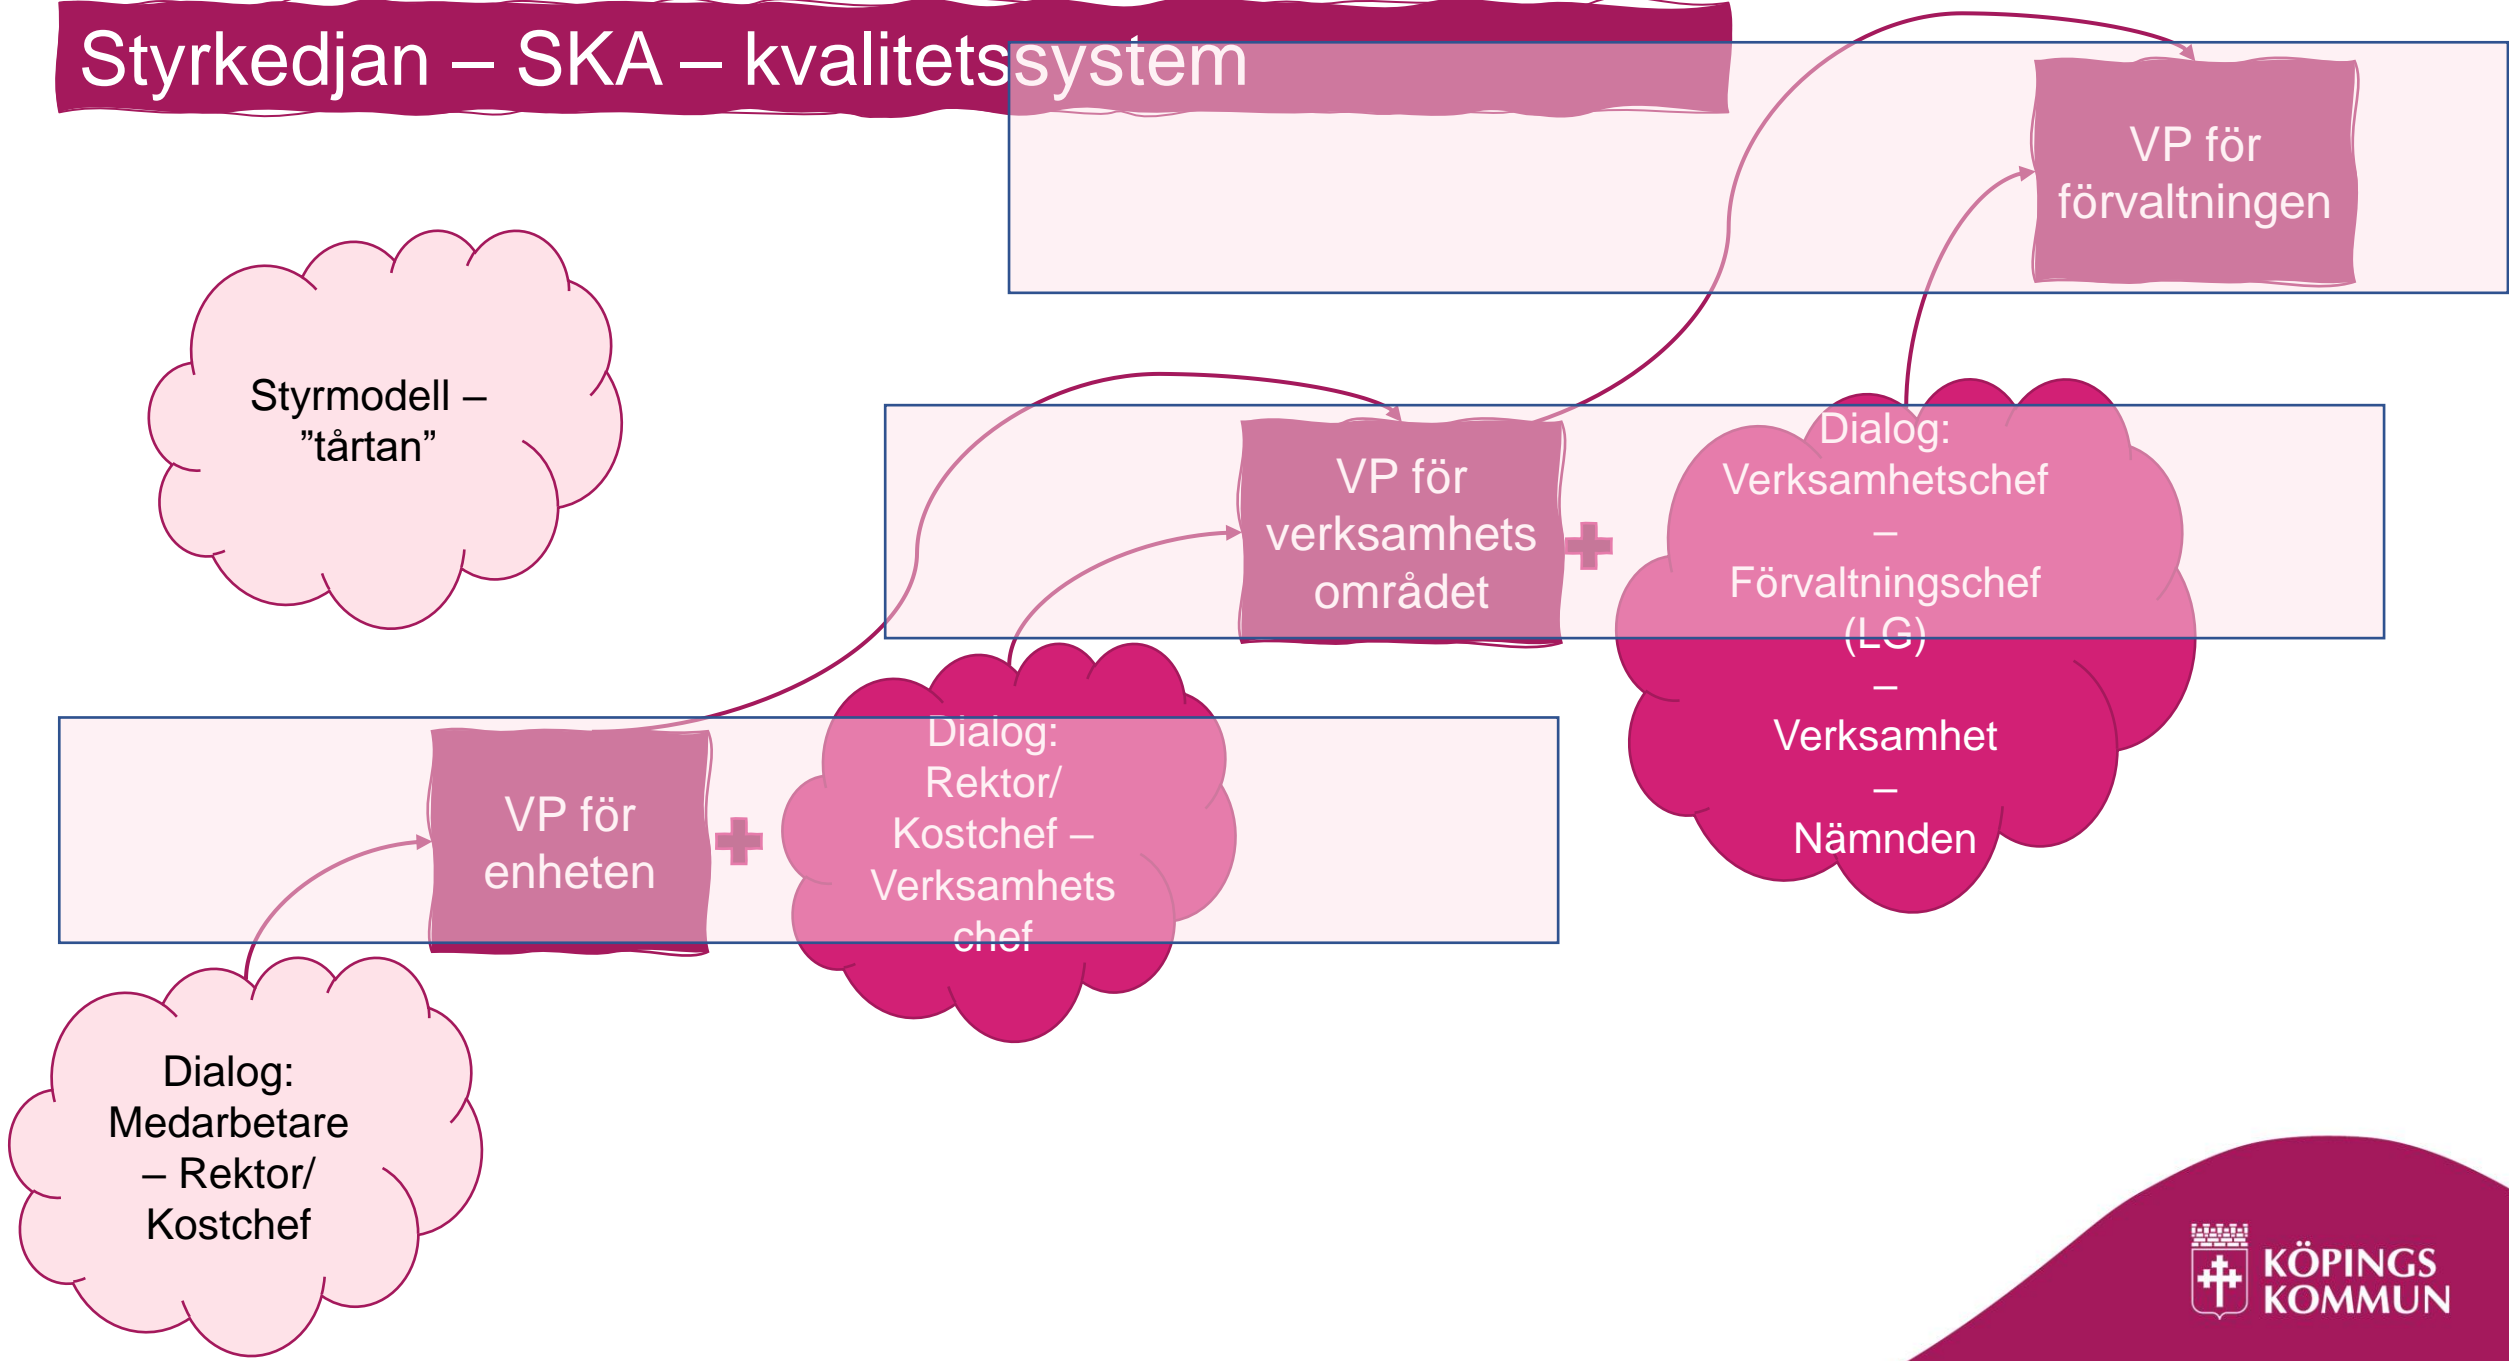 Styrkedjan – SKA – kvalitetssystem
VP för
förvaltningen
Styrmodell –
”tårtan”
VP för
verksamhets
området
Dialog:
Verksamhetschef
–
Förvaltningschef
(LG)
–
Verksamhet
–
Nämnden
VP för
enheten
Dialog:
Rektor/
Kostchef –
Verksamhets
chef
Dialog:
Medarbetare
– Rektor/
Kostchef
KÖPINGS
KOMMUN